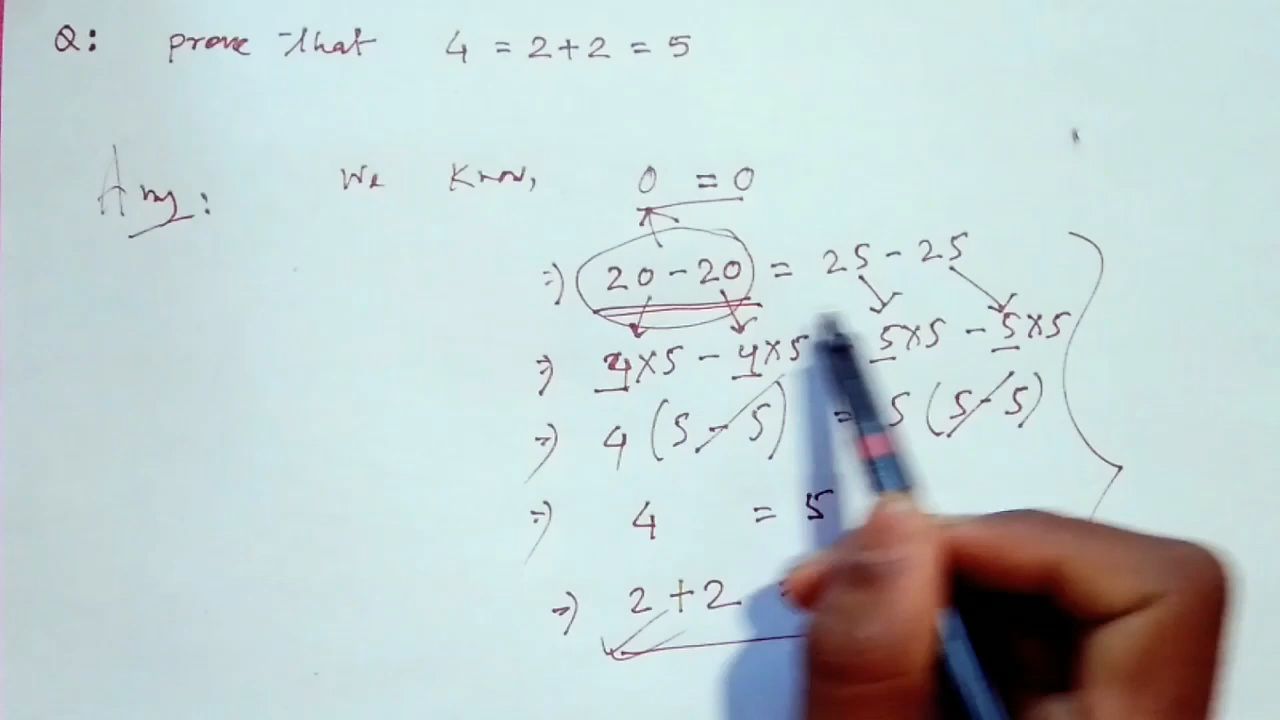 Q: prove that 4 = 2+2 = 5
Ans: We know, 0 = 0
⇒) 20 - 20 = 25 - 25
⇒) 4×5 - 4×5 = 5×5 - 5×5
⇒) 4 (5 - 5) = 5 (5 - 5)
⇒) 4 = 5
⇒) 2+2